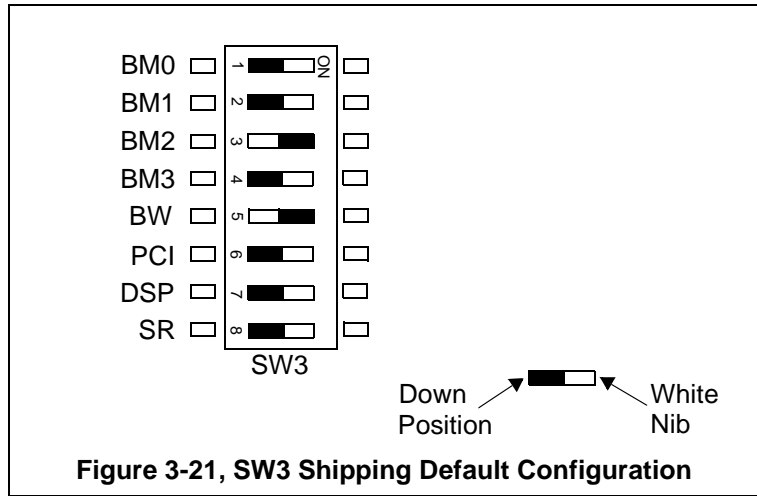 BM0 1 ON
BM1 2
BM2 3
BM3 4
BW 5
PCI 6
DSP 7
SR 8
SW3
Down Position
White Nib
Figure 3-21, SW3 Shipping Default Configuration